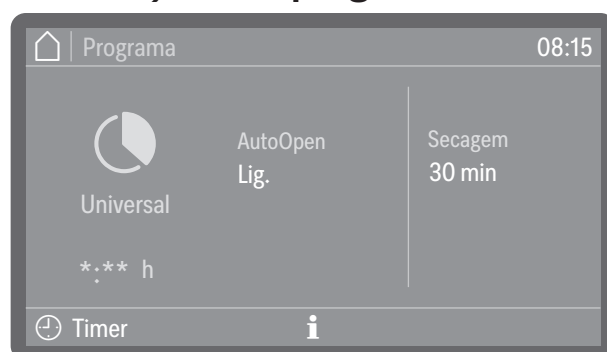 Programa 08:15
AutoOpen
Lig.
Secagem
30 min
Universal
*:** h
Timer i